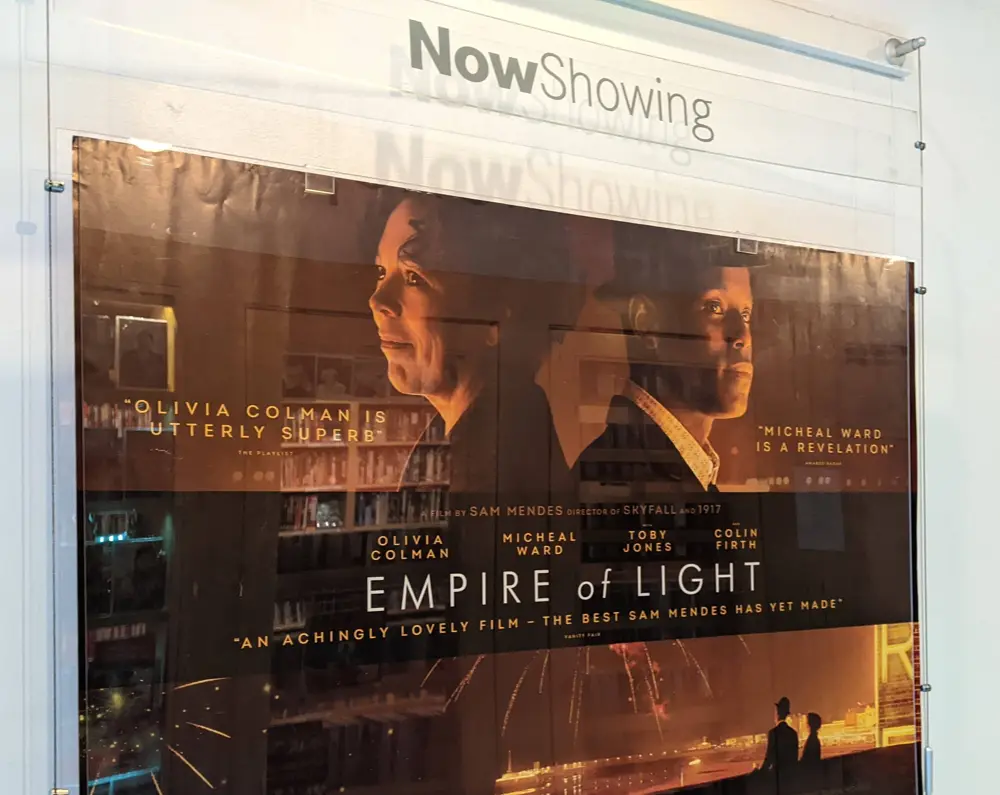 NowShowing
"OLIVIA COLMAN IS
UTTERLY SUPERB"
THE PLAYLIST
"MICHEAL WARD
IS A REVELATION"
A FILM BY SAM MENDES DIRECTOR OF SKYFALL AND 1917
OLIVIA
COLMAN
MICHEAL
WARD
WITH
TOBY
JONES
AND
COLIN
FIRTH
EMPIRE of LIGHT
"AN ACHINGLY LOVELY FILM – THE BEST SAM MENDES HAS YET MADE"
VANITY FAIR
R